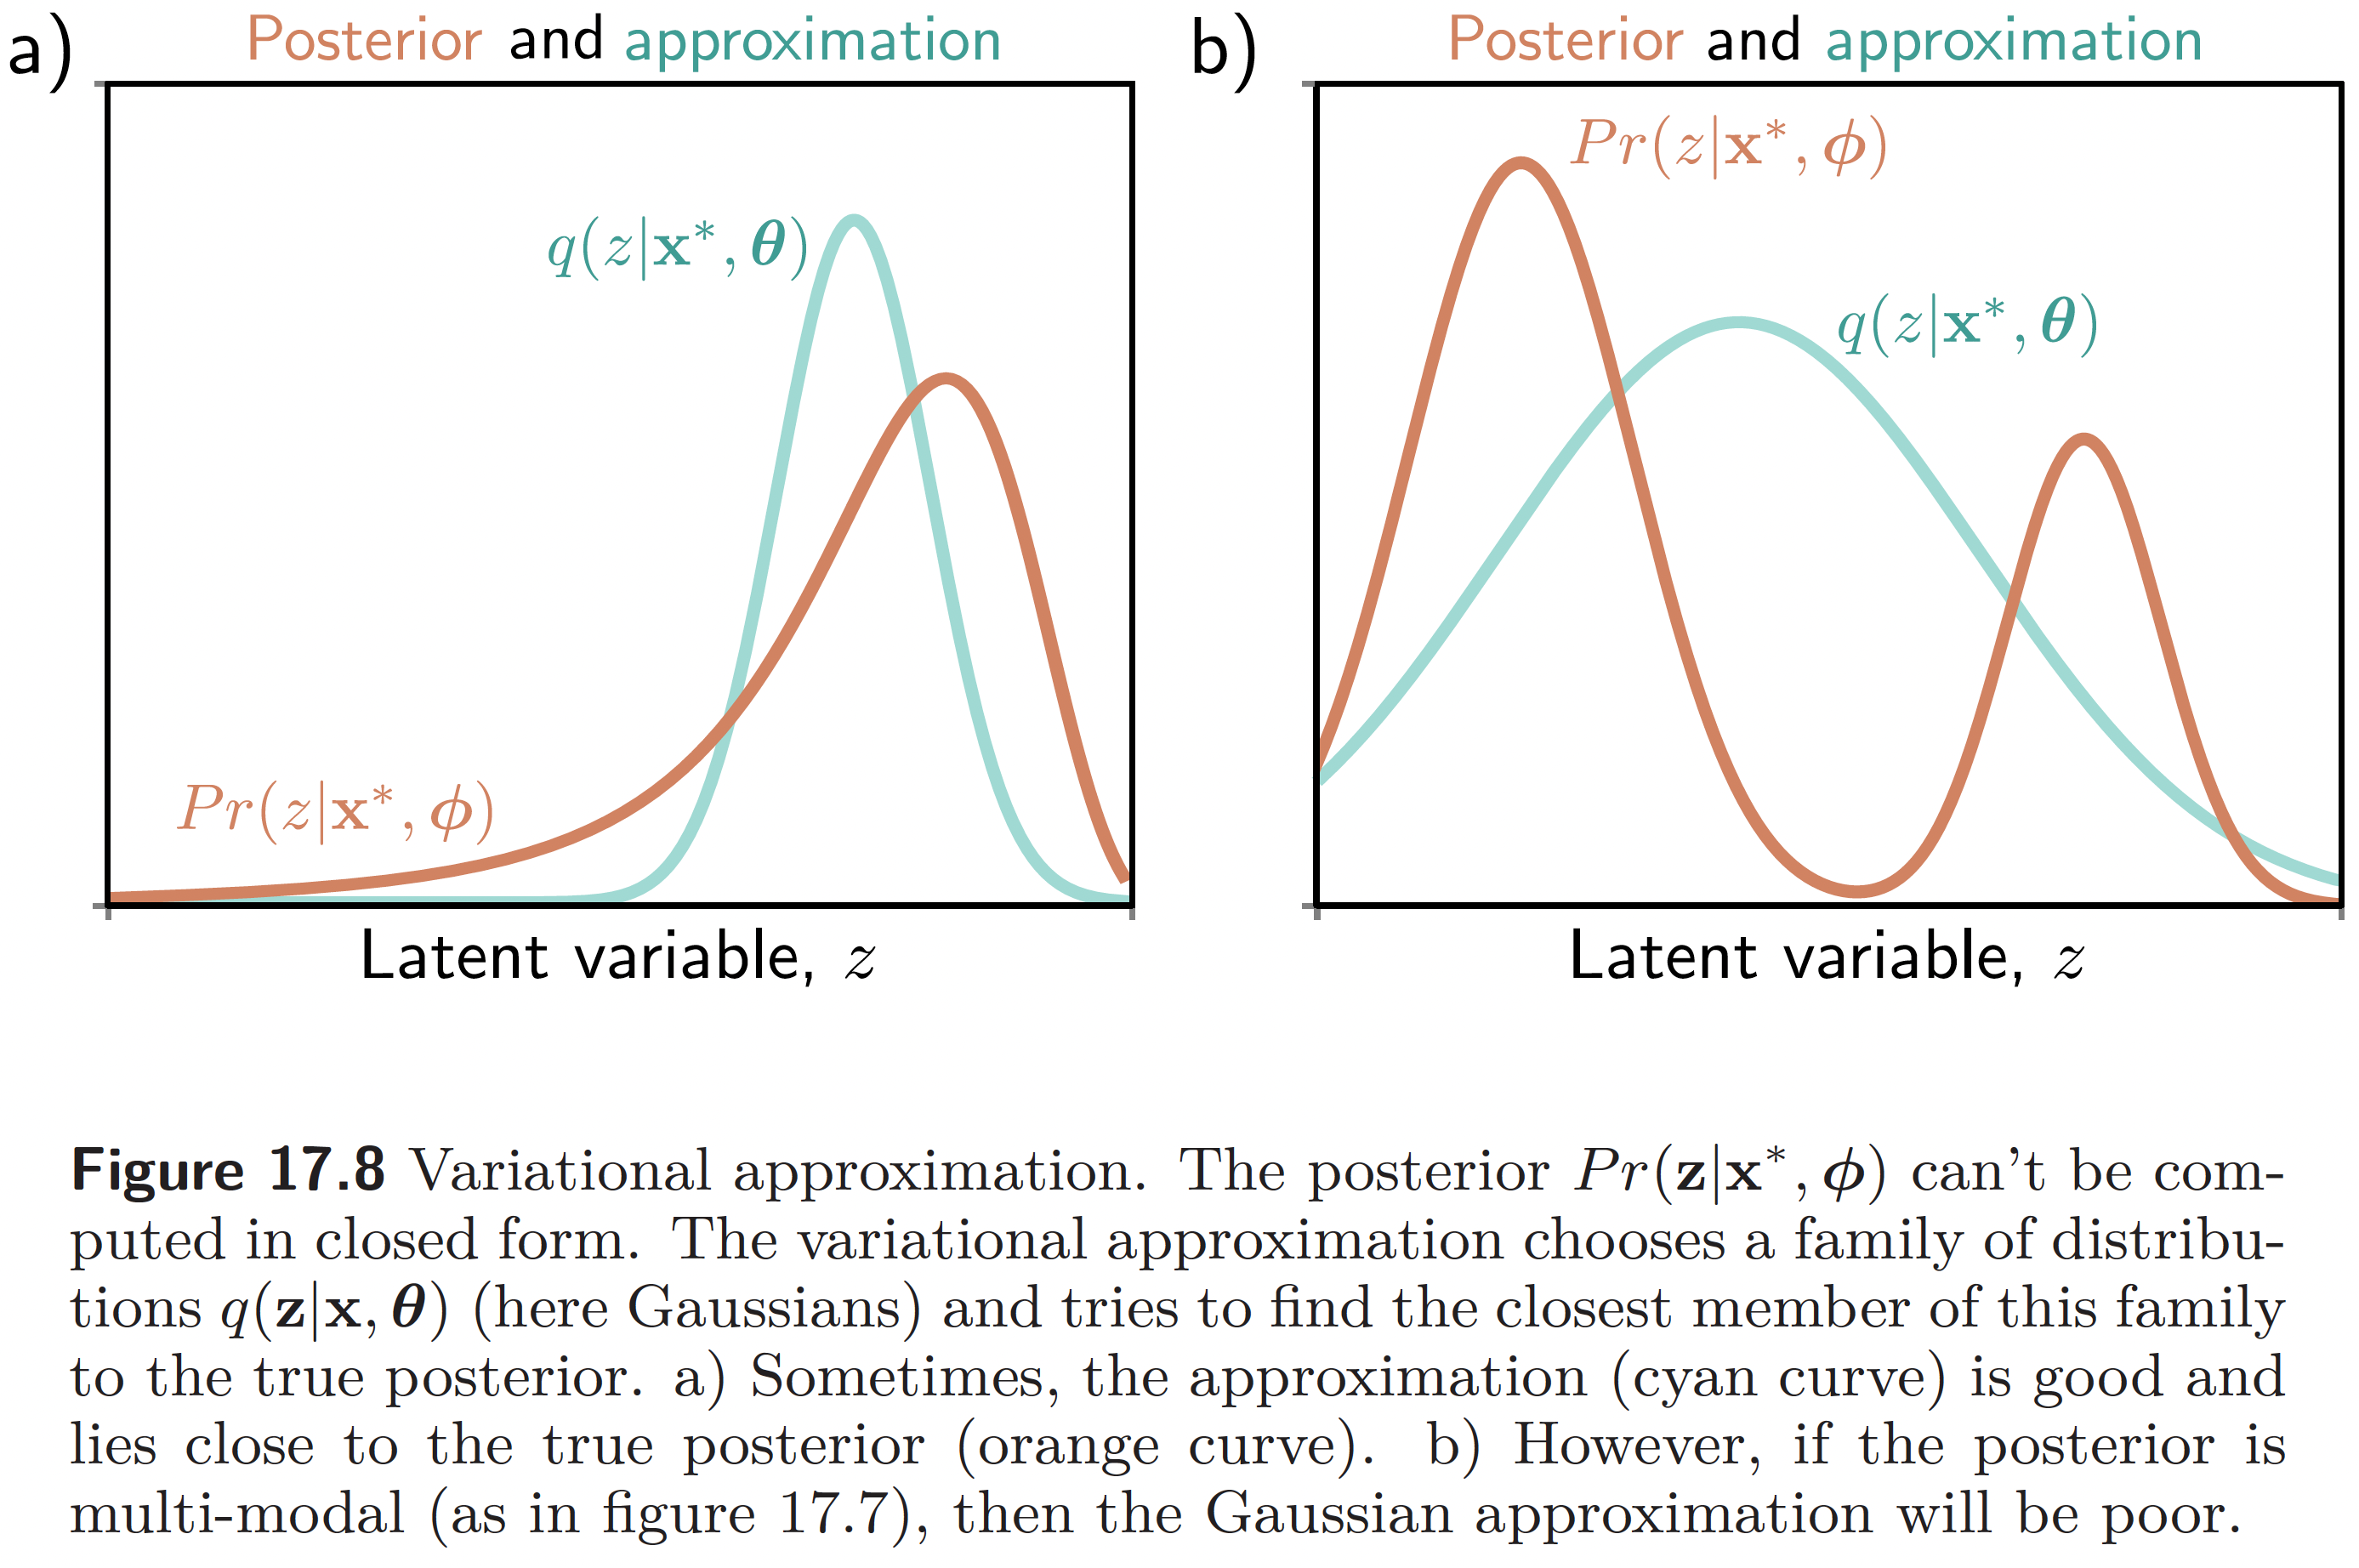 a)
Posterior and approximation
q(z|x*, θ)
Pr(z|x*, ϕ)
Latent variable, z
b)
Posterior and approximation
Pr(z|x*, ϕ)
q(z|x*, θ)
Latent variable, z
Figure 17.8 Variational approximation. The posterior Pr(z|x*, ϕ) can’t be com-
puted in closed form. The variational approximation chooses a family of distribu-
tions q(z|x, θ) (here Gaussians) and tries to find the closest member of this family
to the true posterior. a) Sometimes, the approximation (cyan curve) is good and
lies close to the true posterior (orange curve). b) However, if the posterior is
multi-modal (as in figure 17.7), then the Gaussian approximation will be poor.